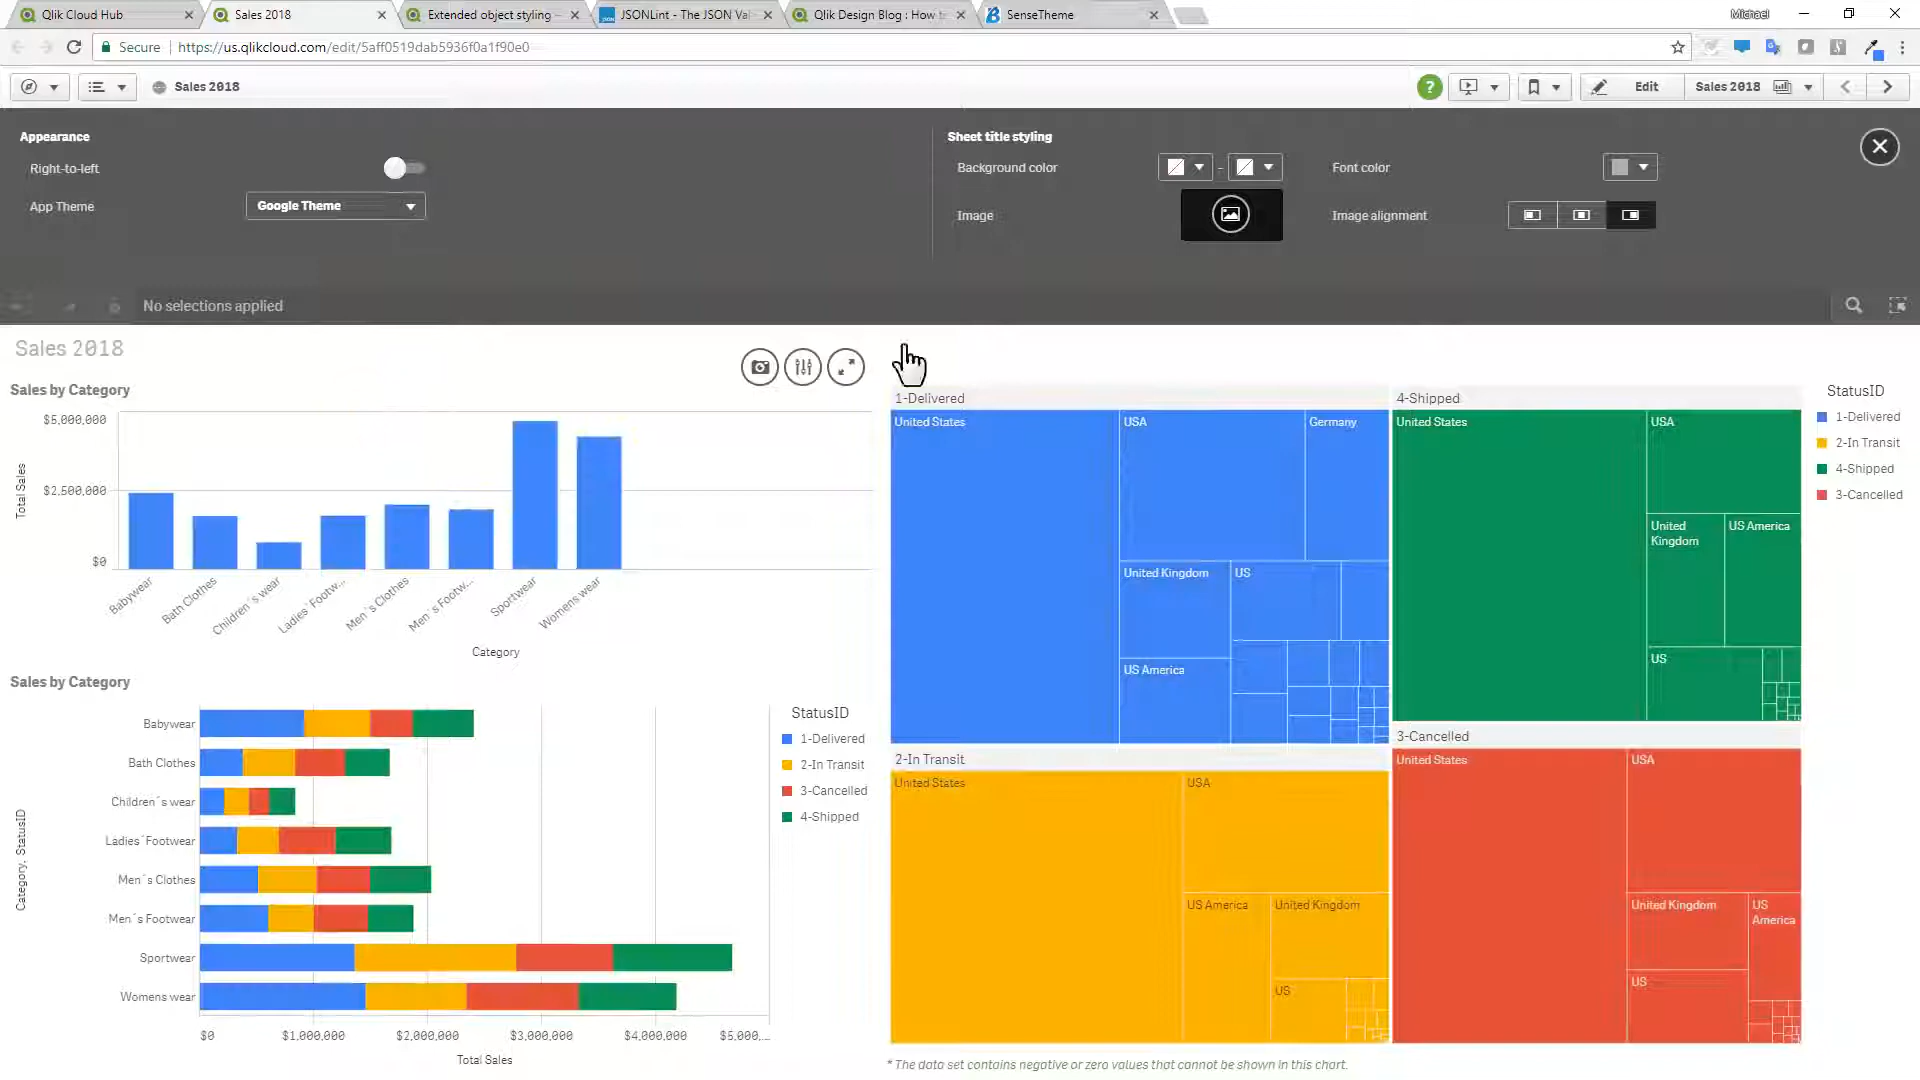 Qlik Cloud Hub
Sales 2018
Extended object styling –
JSON
JSONLint - The JSON Val
Qlik Design Blog : How t
SenseTheme
Michael
Secure
https://us.qlikcloud.com/edit/5aff0519dab5936f0a1f90e0
Sales 2018
?
Edit
Sales 2018
Appearance
Right-to-left
App Theme
Google Theme
Sheet title styling
Background color
-
Font color
Image
Image alignment
No selections applied
Sales 2018
Sales by Category
Total Sales
$5,000,000
$2,500,000
$0
Babywear
Bath Clothes
Children´s wear
Ladies´Footw...
Men´s Clothes
Men´s Footw...
Sportwear
Womens wear
Category
Sales by Category
Category, StatusID
Babywear
Bath Clothes
Children´s wear
Ladies´Footwear
Men´s Clothes
Men´s Footwear
Sportwear
Womens wear
$0
$1,000,000
$2,000,000
$3,000,000
$4,000,000
$5,000,...
Total Sales
StatusID
1-Delivered
2-In Transit
3-Cancelled
4-Shipped
1-Delivered
United States
USA
Germany
United Kingdom
US
US America
4-Shipped
United States
USA
United
Kingdom
US America
US
2-In Transit
United States
USA
US America
United Kingdom
US
3-Cancelled
United States
USA
United Kingdom
US
America
US
StatusID
1-Delivered
2-In Transit
4-Shipped
3-Cancelled
* The data set contains negative or zero values that cannot be shown in this chart.